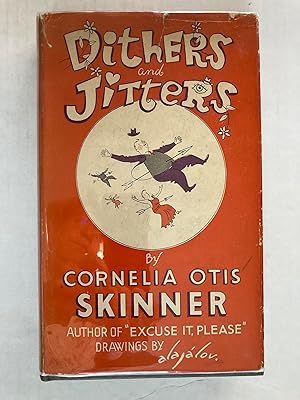 Dithers
and
Jitters
By
CORNELIA OTIS
SKINNER
AUTHOR OF "EXCUSE IT, PLEASE"
DRAWINGS BY alajálov.